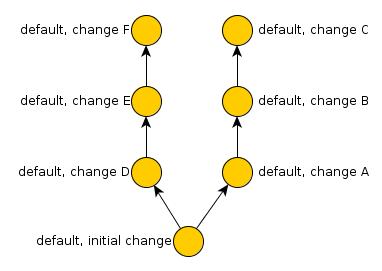 default, change F
default, change C
default, change E
default, change B
default, change D
default, change A
default, initial change